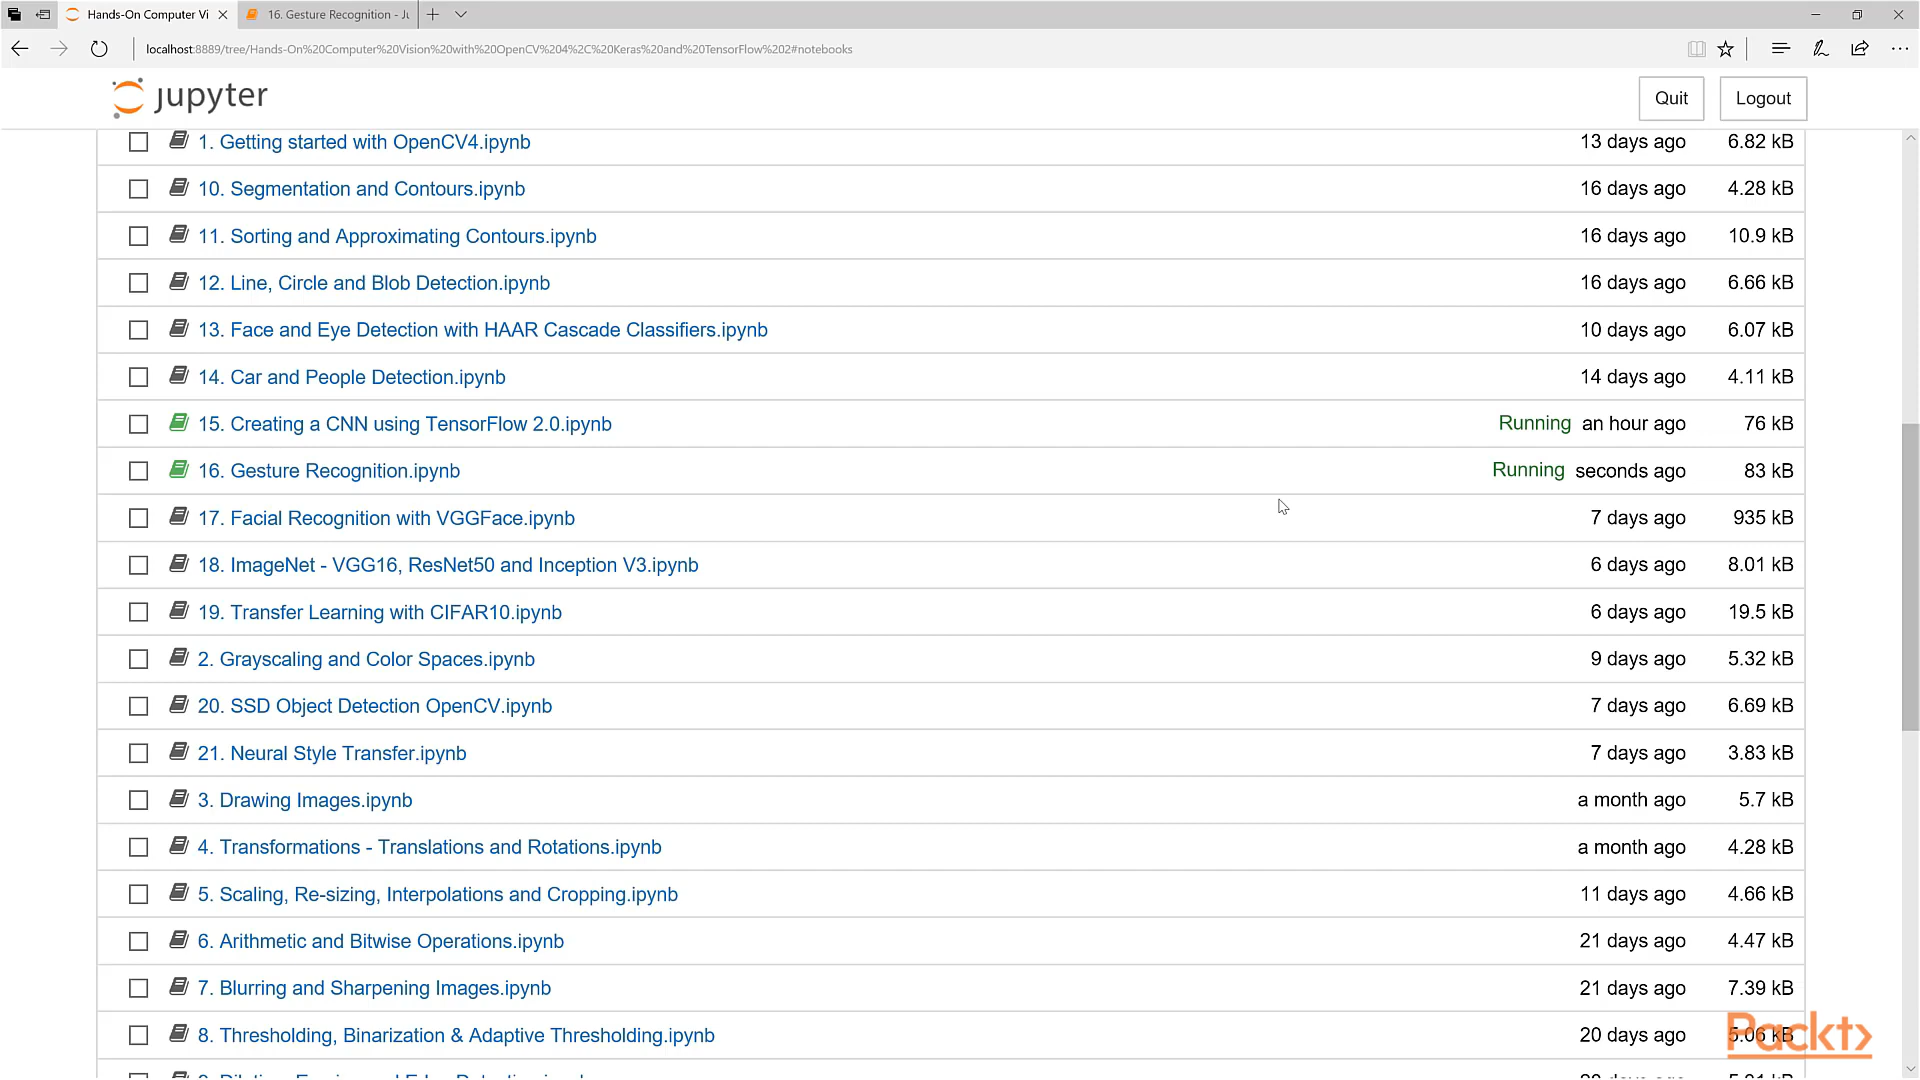 Hands-On Computer Vi
16. Gesture Recognition - Ju
localhost:8889/tree/Hands-On%20Computer%20Vision%20with%20OpenCV%204%2C%20Keras%20and%20TensorFlow%202#notebooks
jupyter
Quit
Logout
1. Getting started with OpenCV4.ipynb 13 days ago 6.82 kB
10. Segmentation and Contours.ipynb 16 days ago 4.28 kB
11. Sorting and Approximating Contours.ipynb 16 days ago 10.9 kB
12. Line, Circle and Blob Detection.ipynb 16 days ago 6.66 kB
13. Face and Eye Detection with HAAR Cascade Classifiers.ipynb 10 days ago 6.07 kB
14. Car and People Detection.ipynb 14 days ago 4.11 kB
15. Creating a CNN using TensorFlow 2.0.ipynb Running an hour ago 76 kB
16. Gesture Recognition.ipynb Running seconds ago 83 kB
17. Facial Recognition with VGGFace.ipynb 7 days ago 935 kB
18. ImageNet - VGG16, ResNet50 and Inception V3.ipynb 6 days ago 8.01 kB
19. Transfer Learning with CIFAR10.ipynb 6 days ago 19.5 kB
2. Grayscaling and Color Spaces.ipynb 9 days ago 5.32 kB
20. SSD Object Detection OpenCV.ipynb 7 days ago 6.69 kB
21. Neural Style Transfer.ipynb 7 days ago 3.83 kB
3. Drawing Images.ipynb a month ago 5.7 kB
4. Transformations - Translations and Rotations.ipynb a month ago 4.28 kB
5. Scaling, Re-sizing, Interpolations and Cropping.ipynb 11 days ago 4.66 kB
6. Arithmetic and Bitwise Operations.ipynb 21 days ago 4.47 kB
7. Blurring and Sharpening Images.ipynb 21 days ago 7.39 kB
8. Thresholding, Binarization & Adaptive Thresholding.ipynb 20 days ago 5.06 kB
Packt>